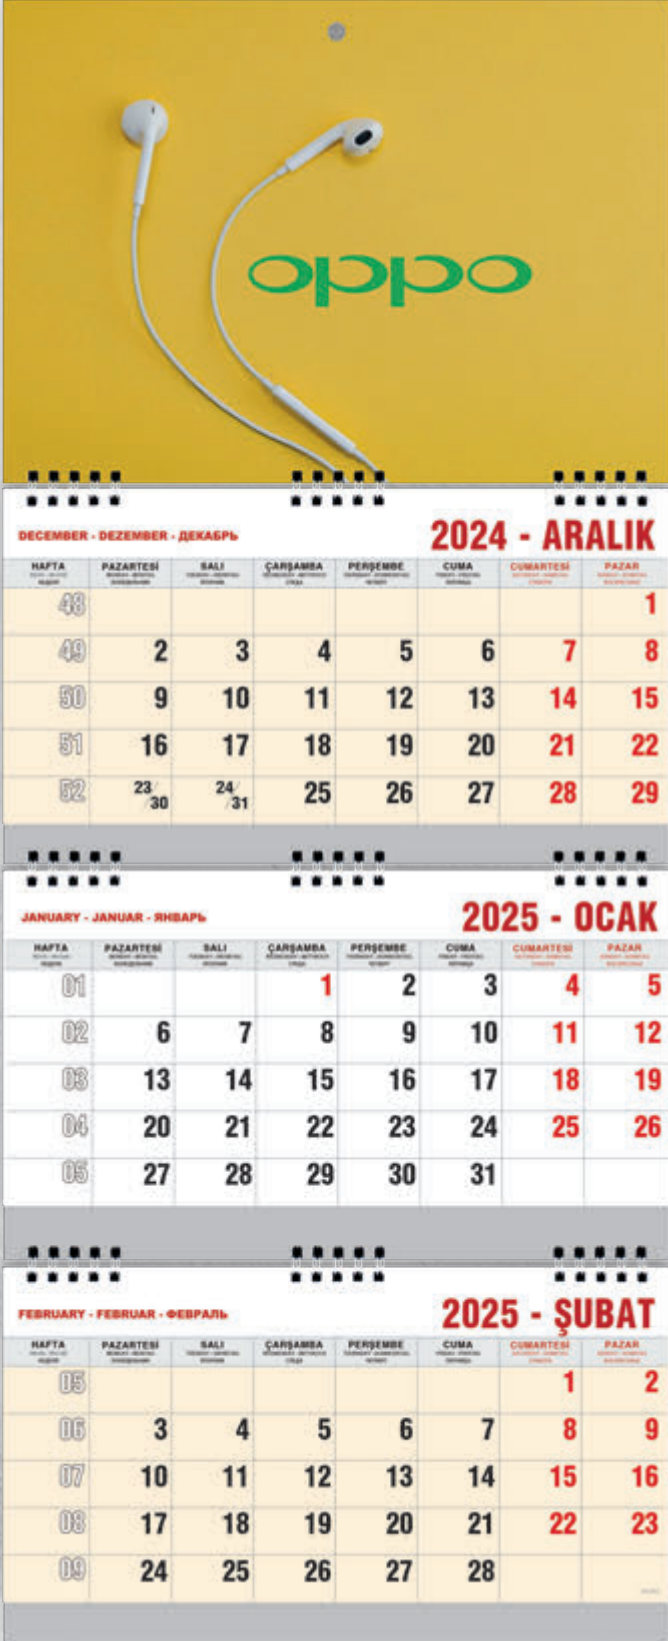 oppo
DECEMBER - DEZEMBER - ДЕКАБРЬ 2024 - ARALIK
HAFTA PAZARTESİ SALI ÇARŞAMBA PERŞEMBE CUMA CUMARTESİ PAZAR
48 1
49 2 3 4 5 6 7 8
50 9 10 11 12 13 14 15
51 16 17 18 19 20 21 22
52 23/30 24/31 25 26 27 28 29
JANUARY - JANUAR - ЯНВАРЬ 2025 - OCAK
HAFTA PAZARTESİ SALI ÇARŞAMBA PERŞEMBE CUMA CUMARTESİ PAZAR
01 1 2 3 4 5
02 6 7 8 9 10 11 12
03 13 14 15 16 17 18 19
04 20 21 22 23 24 25 26
05 27 28 29 30 31
FEBRUARY - FEBRUAR - ФЕВРАЛЬ 2025 - ŞUBAT
HAFTA PAZARTESİ SALI ÇARŞAMBA PERŞEMBE CUMA CUMARTESİ PAZAR
05 1 2
06 3 4 5 6 7 8 9
07 10 11 12 13 14 15 16
08 17 18 19 20 21 22 23
09 24 25 26 27 28